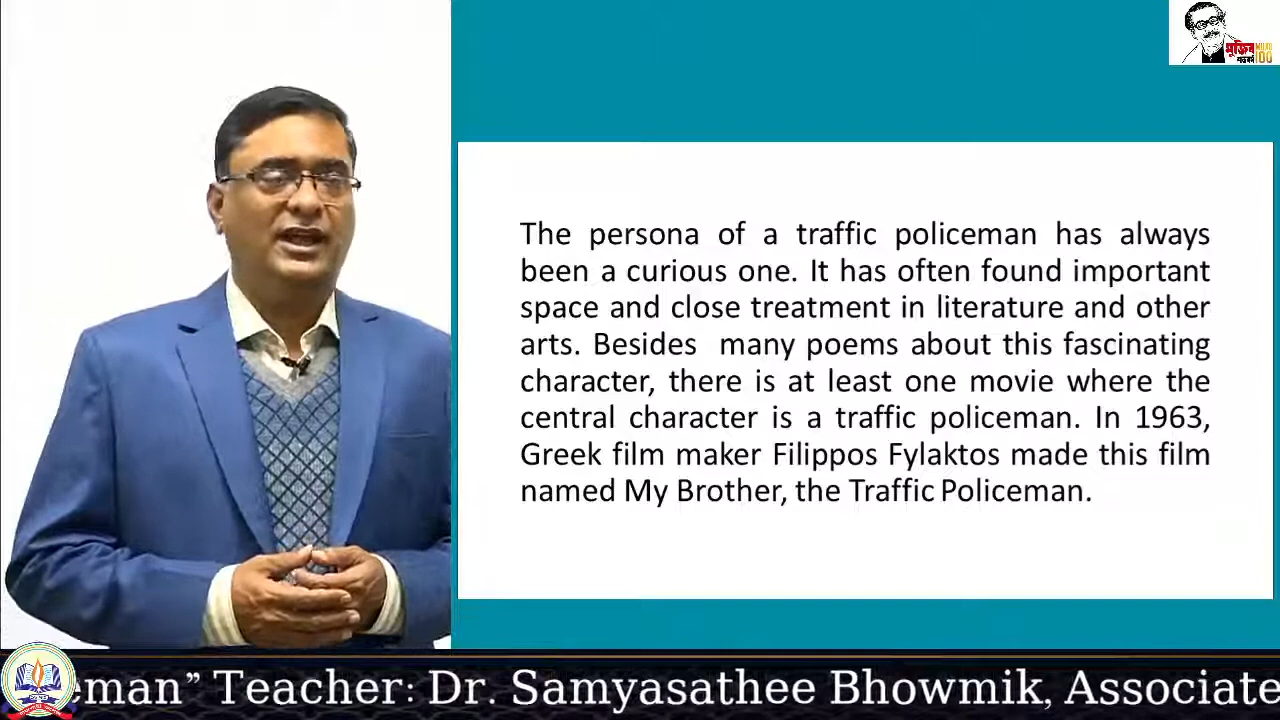 মুজিব MUJIB
শতবর্ষ 100
The persona of a traffic policeman has always
been a curious one. It has often found important
space and close treatment in literature and other
arts. Besides many poems about this fascinating
character, there is at least one movie where the
central character is a traffic policeman. In 1963,
Greek film maker Filippos Fylaktos made this film
named My Brother, the Traffic Policeman.
eman” Teacher: Dr. Samyasathee Bhowmik, Associate